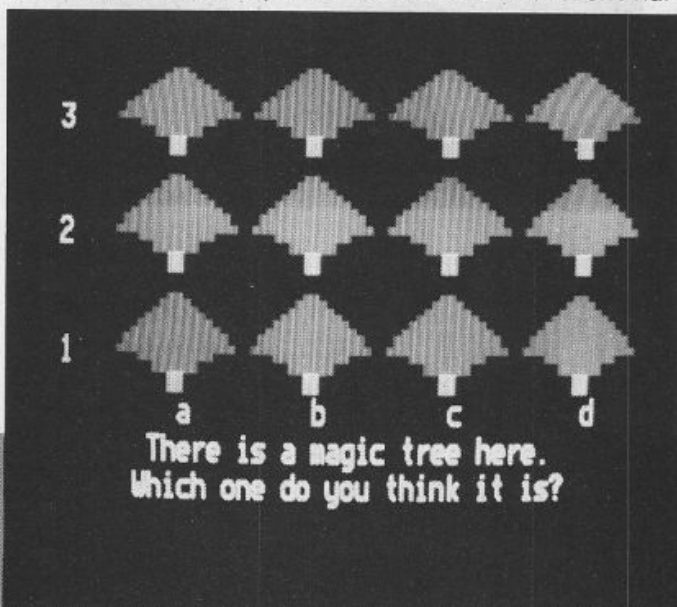 3
2
1
a b c d
There is a magic tree here.
Which one do you think it is?